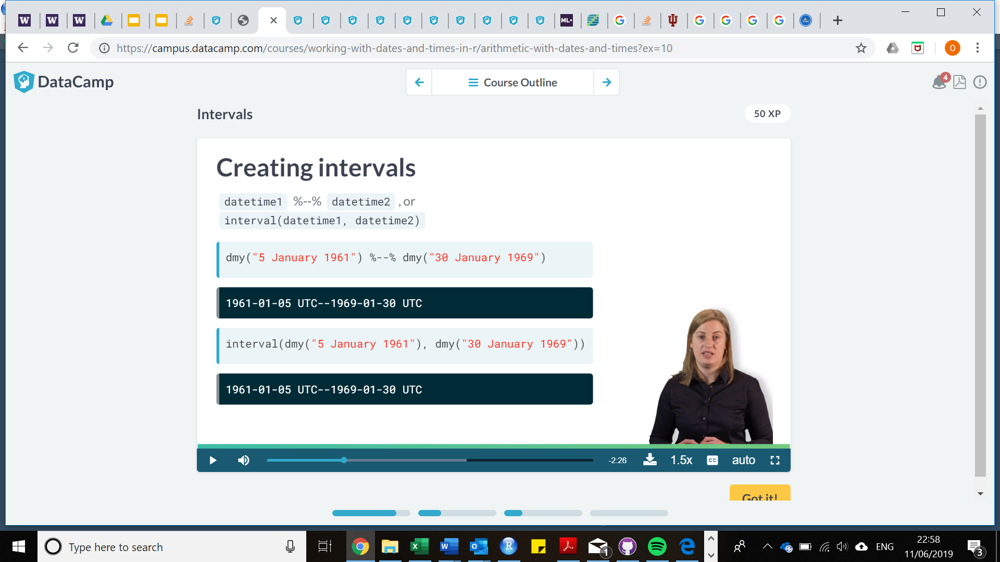 https://campus.datacamp.com/courses/working-with-dates-and-times-in-r/arithmetic-with-dates-and-times?ex=10
O
DataCamp
Course Outline
4
Intervals
50 XP
Creating intervals
datetime1 %--% datetime2 , or
interval(datetime1, datetime2)
dmy("5 January 1961") %--% dmy("30 January 1969")
1961-01-05 UTC--1969-01-30 UTC
interval(dmy("5 January 1961"), dmy("30 January 1969"))
1961-01-05 UTC--1969-01-30 UTC
-2:26
1.5x
CC
auto
Got it!
Type here to search
1
ENG
22:58
11/06/2019
3